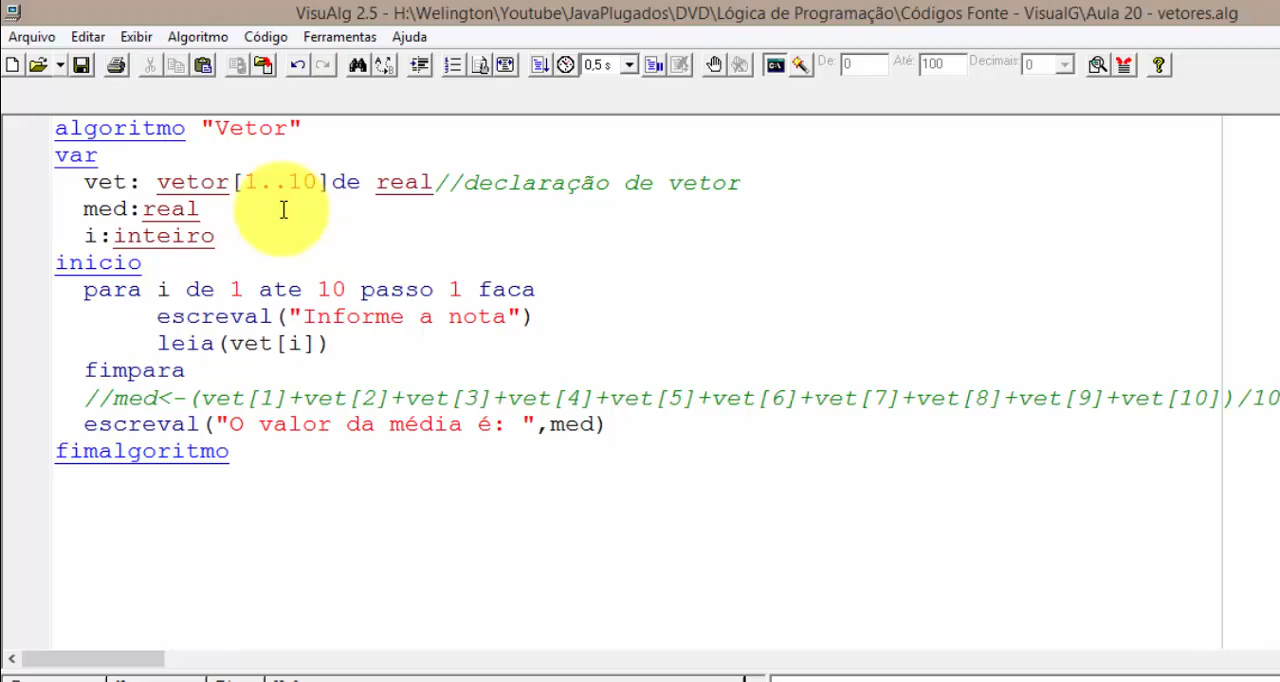 VisuAlg 2.5 - H:\Welington\Youtube\JavaPlugados\DVD\Lógica de Programação\Códigos Fonte - VisualG\Aula 20 - vetores.alg
Arquivo Editar Exibir Algoritmo Código Ferramentas Ajuda
0,5 s De: 0 Até: 100 Decimais: 0
algoritmo "Vetor"
var
vet: vetor[1..10]de real//declaração de vetor
med:real
i:inteiro
inicio
para i de 1 ate 10 passo 1 faca
escreval("Informe a nota")
leia(vet[i])
fimpara
//med<-(vet[1]+vet[2]+vet[3]+vet[4]+vet[5]+vet[6]+vet[7]+vet[8]+vet[9]+vet[10])/10
escreval("O valor da média é: ",med)
fimalgoritmo